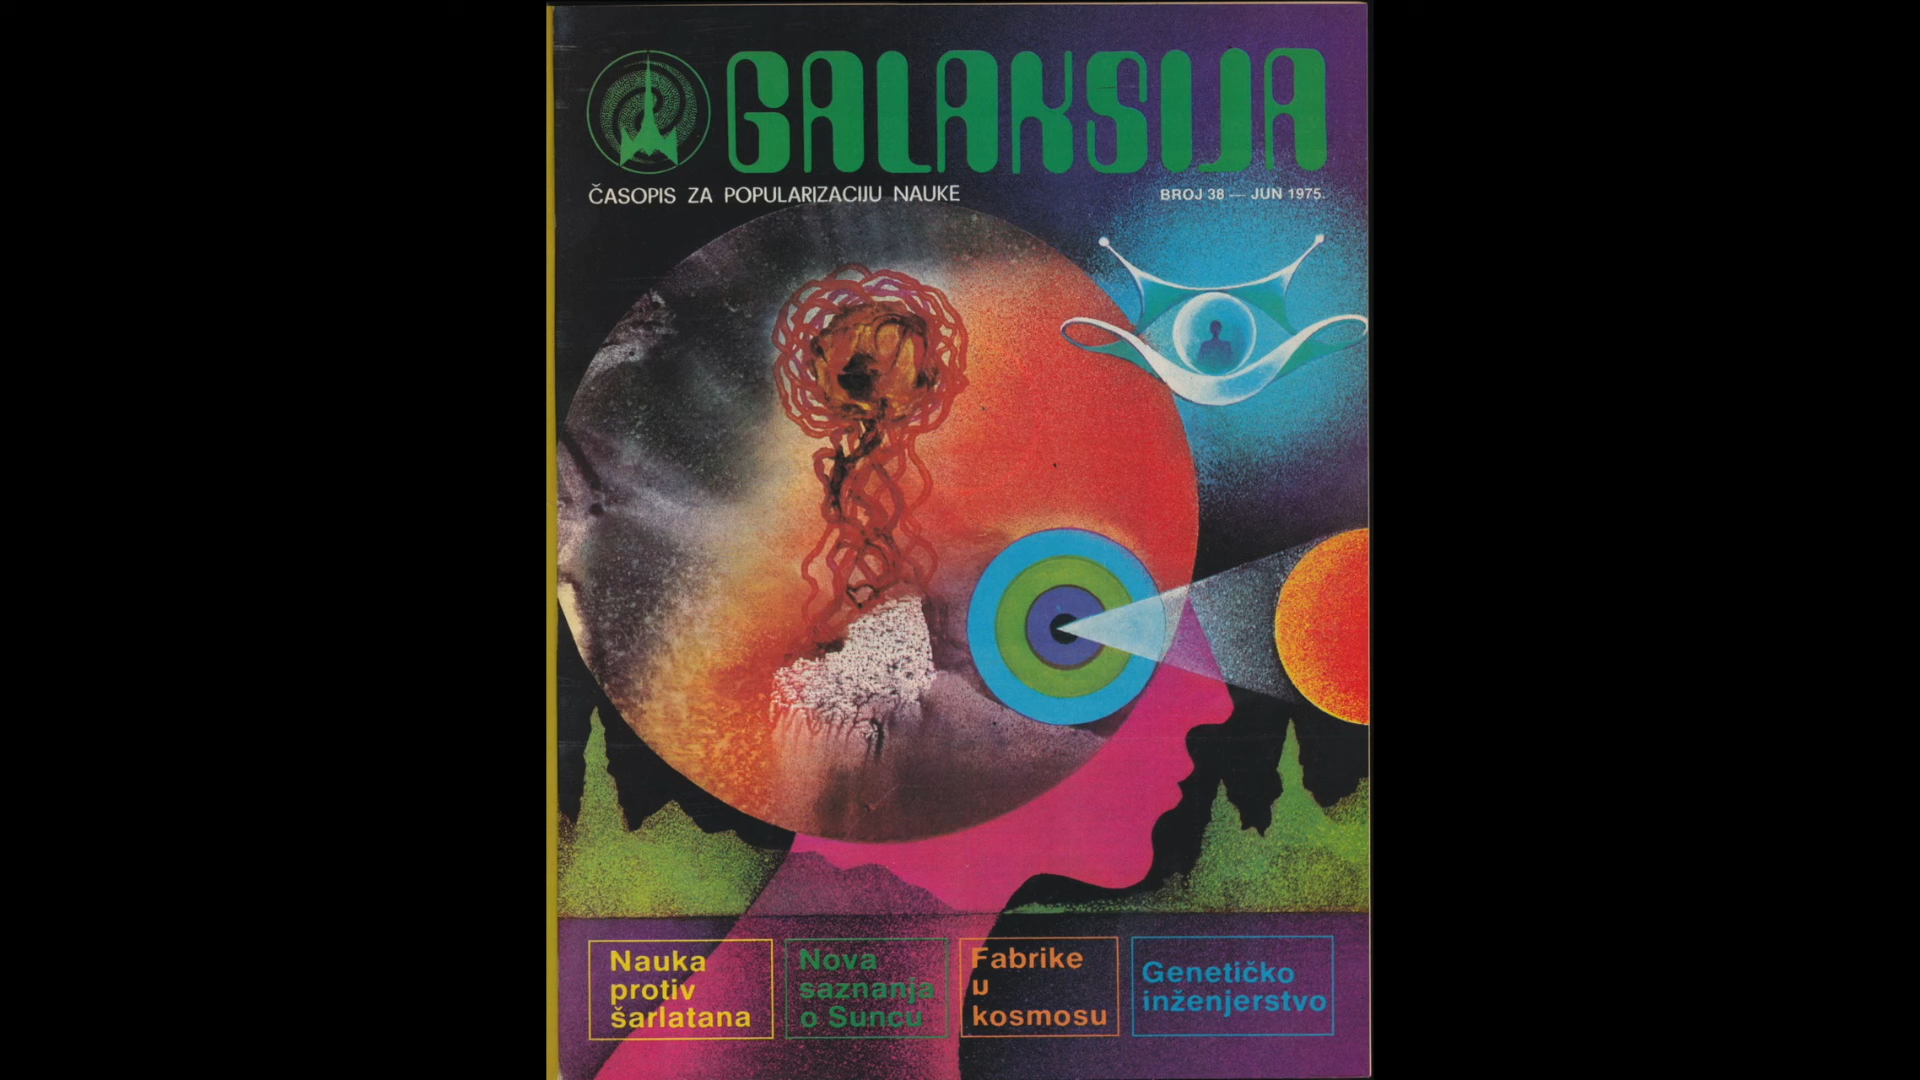 GALAKSIJA
ČASOPIS ZA POPULARIZACIJU NAUKE
BROJ 38 — JUN 1975.
Nauka
protiv
šarlatana
Nova
saznanja
o Suncu
Fabrike
u
kosmosu
Genetičko
inženjerstvo